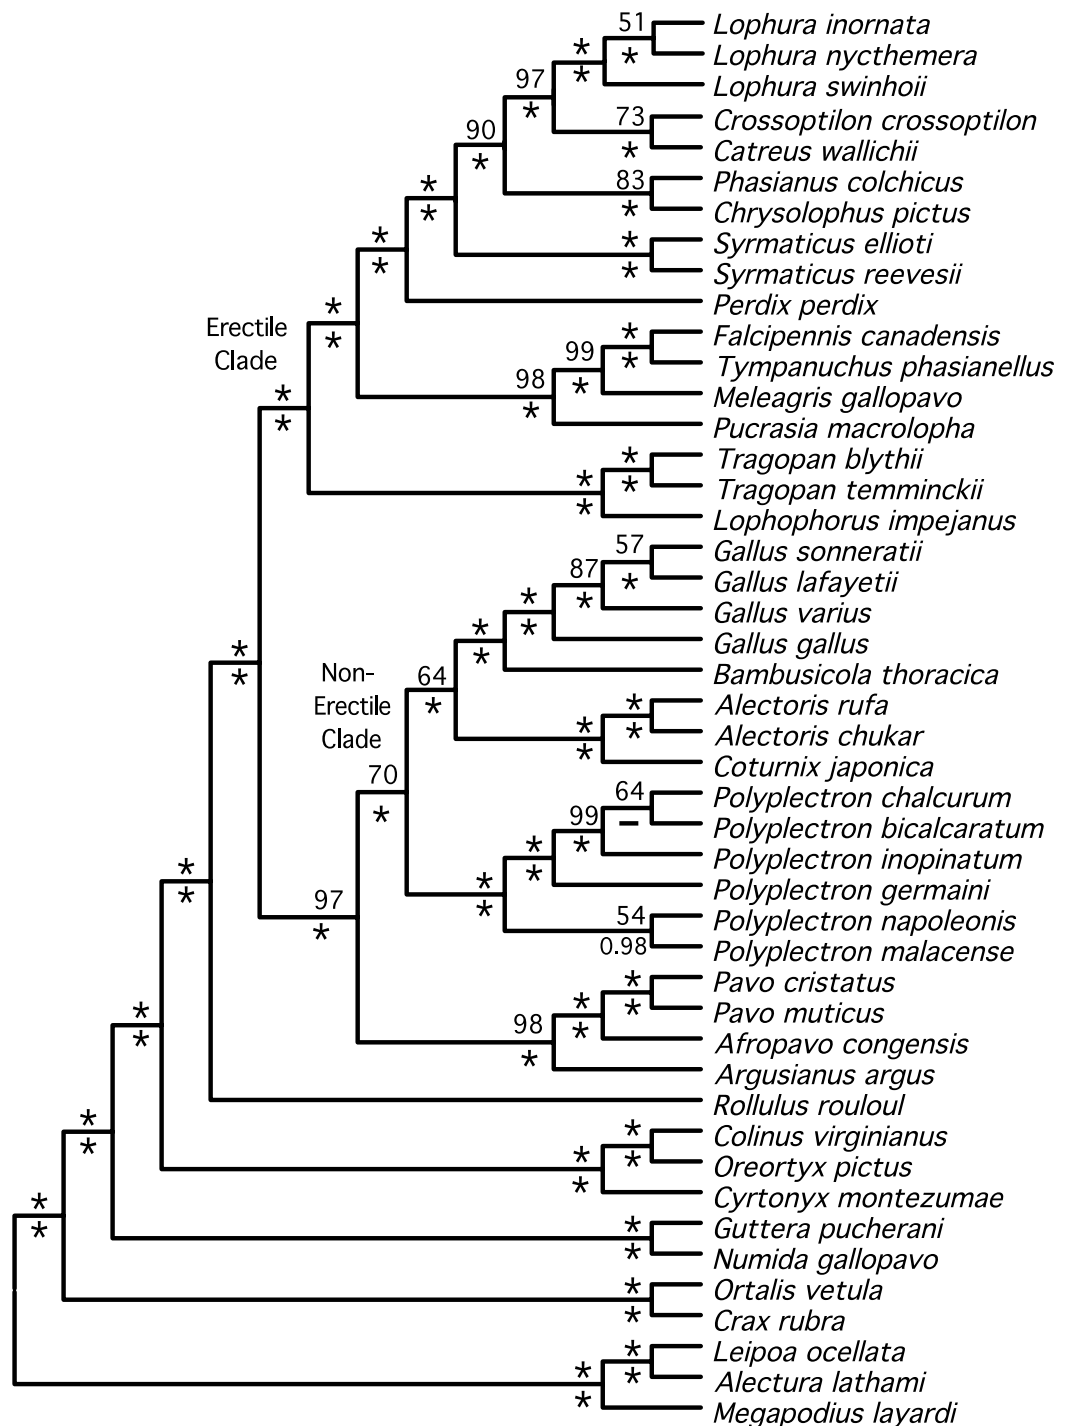 51
Lophura inornata
*
*
Lophura nycthemera
*
97
Lophura swinhoii
*
73
Crossoptilon crossoptilon
90
*
*
Catreus wallichii
*
83
Phasianus colchicus
*
*
Chrysolophus pictus
*
*
Syrmaticus ellioti
*
*
Syrmaticus reevesii
*
Perdix perdix
Erectile
Clade
*
*
*
Falcipennis canadensis
99
*
Tympanuchus phasianellus
98
*
*
Meleagris gallopavo
*
*
Pucrasia macrolopha
*
Tragopan blythii
*
*
Tragopan temminckii
*
Lophophorus impejanus
57
Gallus sonneratii
87
*
Gallus lafayetii
*
*
Gallus varius
*
*
Gallus gallus
*
*
Non-
Erectile
Clade
64
*
Bambusicola thoracica
*
Alectoris rufa
*
*
Alectoris chukar
*
Coturnix japonica
70
*
64
Polyplectron chalcurum
99
–
Polyplectron bicalcaratum
*
*
Polyplectron inopinatum
*
*
Polyplectron germaini
*
97
*
54
Polyplectron napoleonis
0.98
Polyplectron malacense
*
*
*
Pavo cristatus
*
*
Pavo muticus
98
*
*
Afropavo congensis
Argusianus argus
*
*
Rollulus rouloul
*
*
*
Colinus virginianus
*
*
Oreortyx pictus
*
Cyrtonyx montezumae
*
*
*
Guttera pucherani
*
Numida gallopavo
*
Ortalis vetula
*
Crax rubra
*
Leipoa ocellata
*
*
Alectura lathami
*
Megapodius layardi